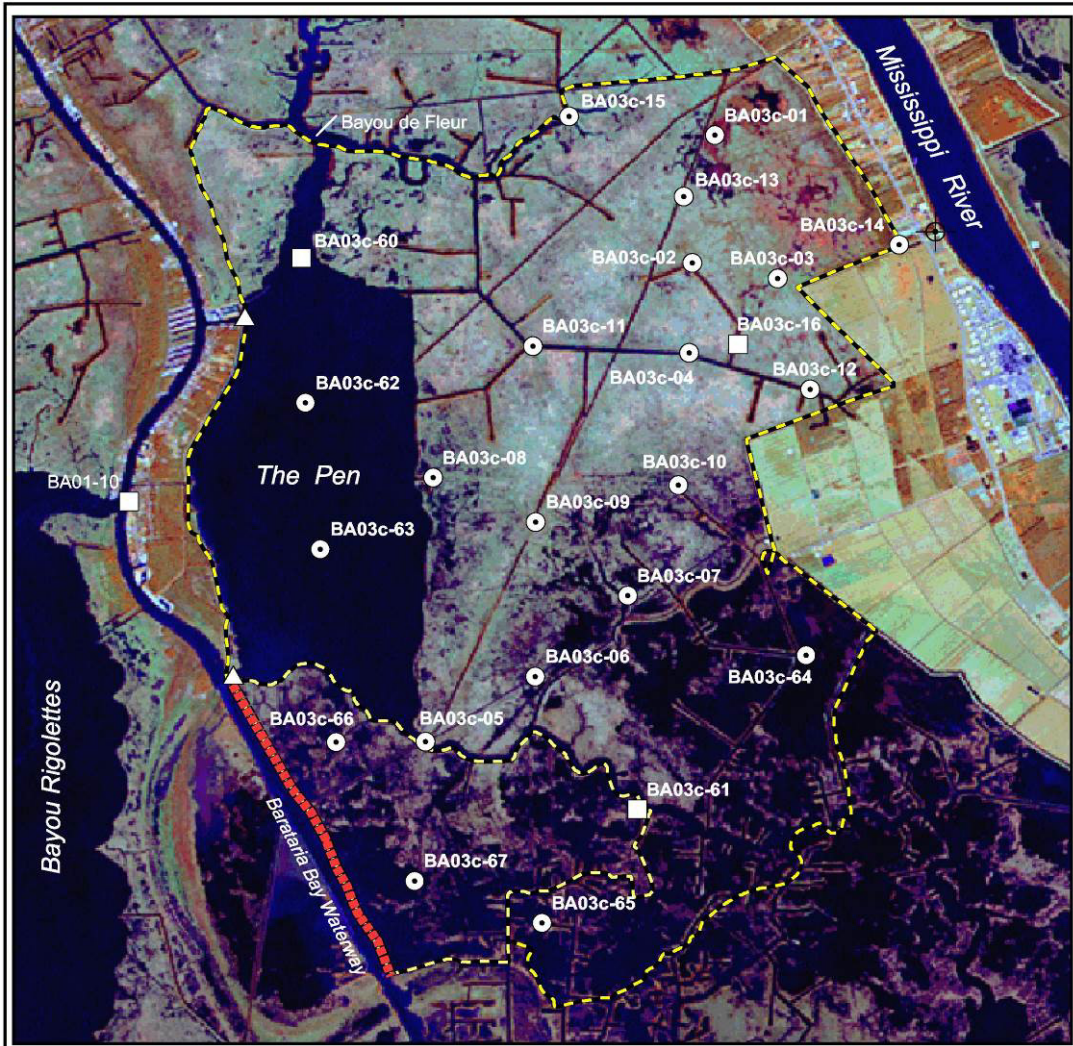 Mississippi River
BA03c-15
BA03c-01
Bayou de Fleur
BA03c-13
BA03c-14
BA03c-60
BA03c-02
BA03c-03
BA03c-11
BA03c-16
BA03c-04
BA03c-12
BA03c-62
The Pen
BA03c-08
BA03c-10
BA01-10
BA03c-09
BA03c-63
BA03c-07
BA03c-06
BA03c-64
Bayou Rigolettes
BA03c-66
BA03c-05
BA03c-61
Barataria Bay Waterway
BA03c-67
BA03c-65